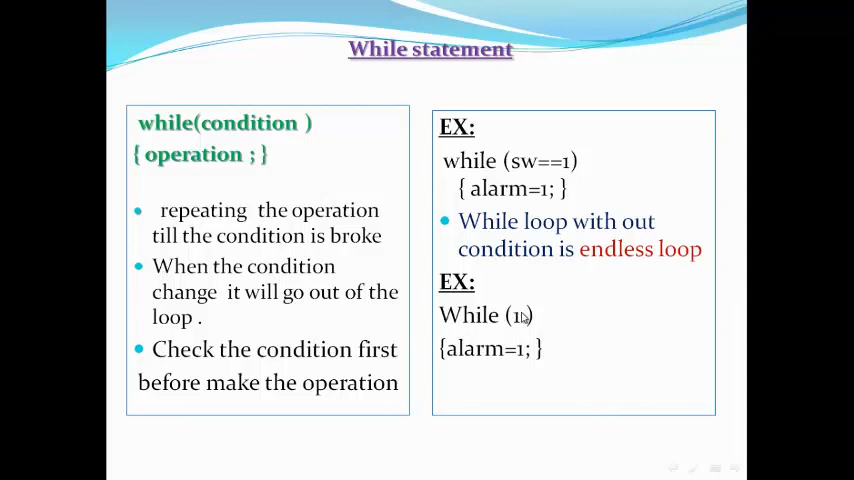 While statement
while(condition )
{ operation ; }
repeating the operation
till the condition is broke
When the condition
change it will go out of the
loop .
Check the condition first
before make the operation
EX:
while (sw==1)
{ alarm=1; }
While loop with out
condition is endless loop
EX:
While (1)
{alarm=1; }